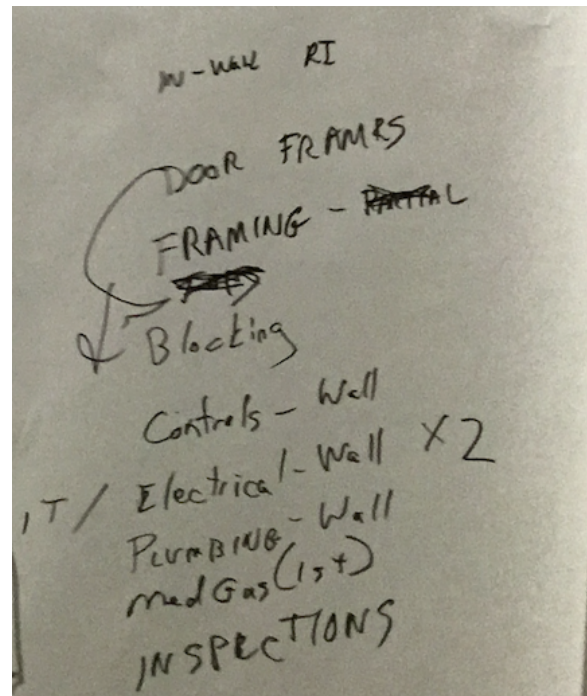 IN-Wall RI
DOOR FRAMES
FRAMING -
Blocking
Controls - Wall
IT / Electrical - Wall X2
PLUMBING - Wall
med Gas (1st)
INSPECTIONS